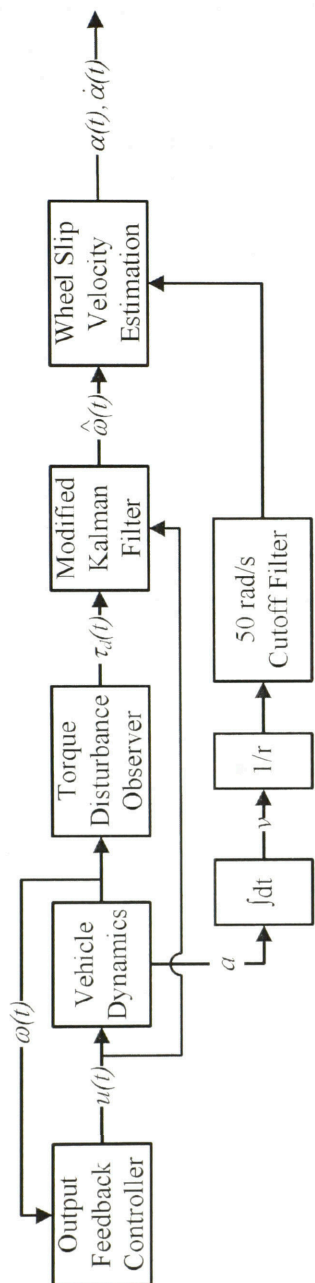 ω(t)
Output
Feedback
Controller
u(t)
Vehicle
Dynamics
Torque
Disturbance
Observer
τd(t)
Modified
Kalman
Filter
ω̂(t)
Wheel Slip
Velocity
Estimation
α(t), α̇(t)
a
∫dt
v
1/r
50 rad/s
Cutoff Filter